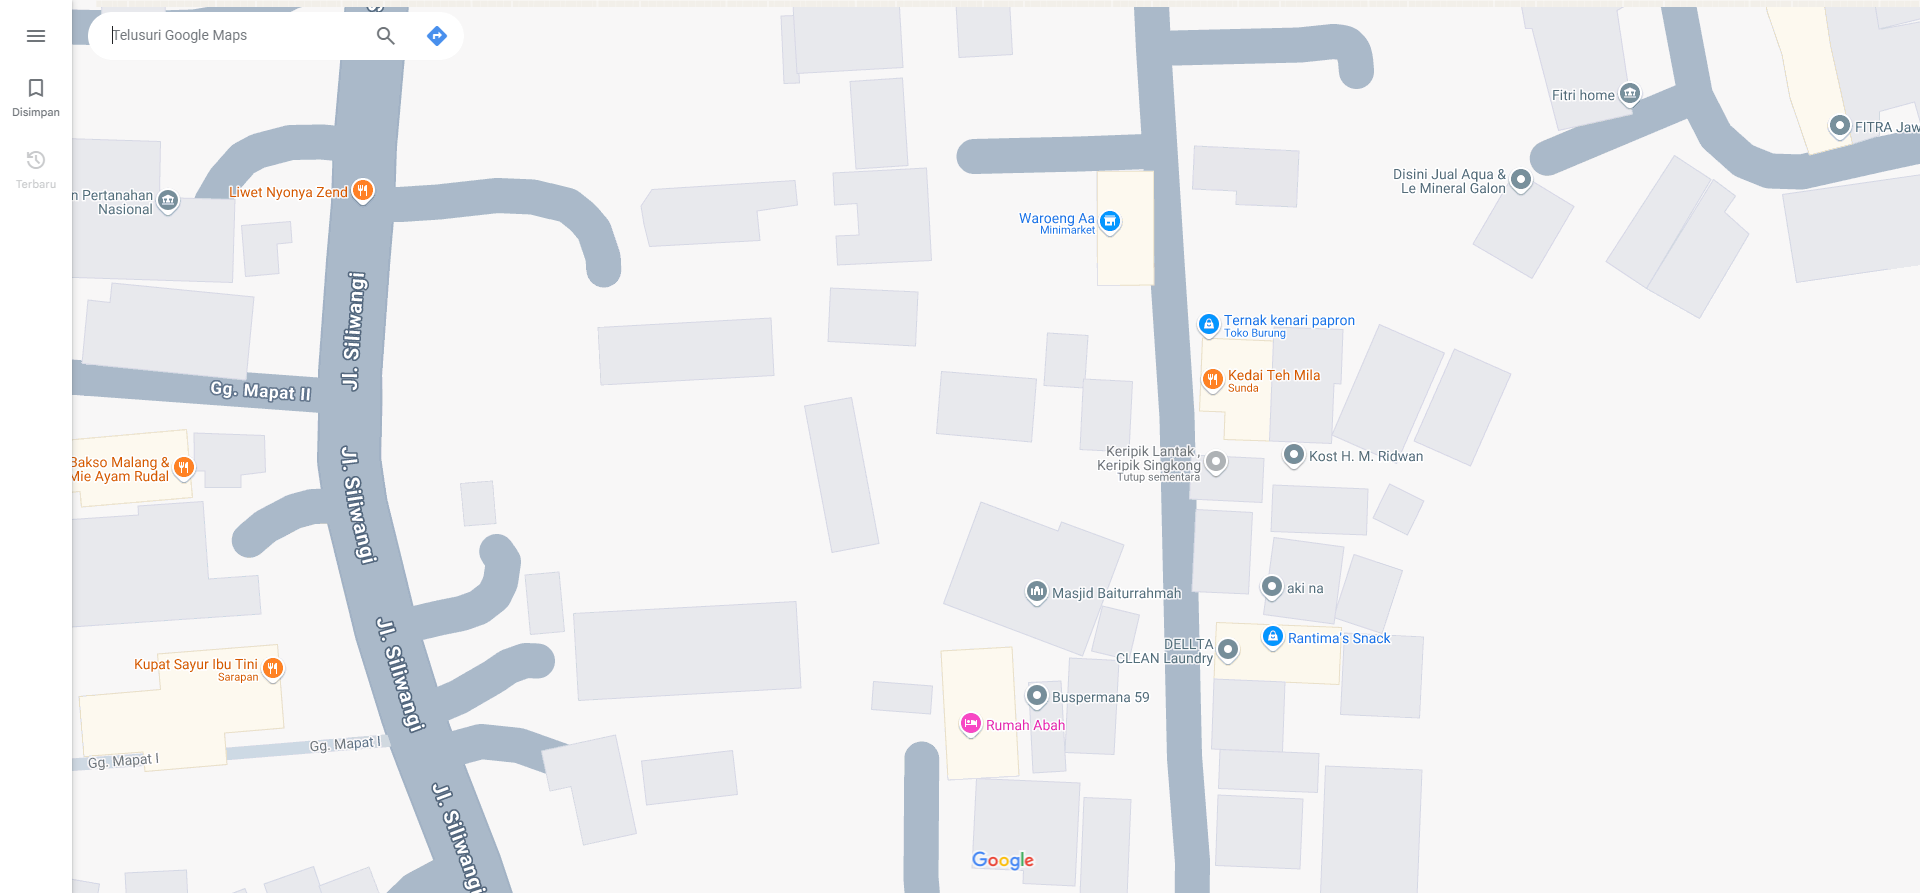 Telusuri Google Maps
Disimpan
Terbaru
Fitri home
FITRA Jaw
n Pertanahan
Nasional
Liwet Nyonya Zend
Disini Jual Aqua &
Le Mineral Galon
Waroeng Aa
Minimarket
Jl. Siliwangi
Ternak kenari papron
Toko Burung
Gg. Mapat II
Kedai Teh Mila
Sunda
Bakso Malang &
Mie Ayam Rudal
Jl. Siliwangi
Keripik Lantak ,
Keripik Singkong
Tutup sementara
Kost H. M. Ridwan
Masjid Baiturrahmah
aki na
Jl. Siliwangi
DELLTA
CLEAN Laundry
Rantima's Snack
Kupat Sayur Ibu Tini
Sarapan
Buspermana 59
Rumah Abah
Gg. Mapat I
Gg. Mapat I
Jl. Siliwangi
Google